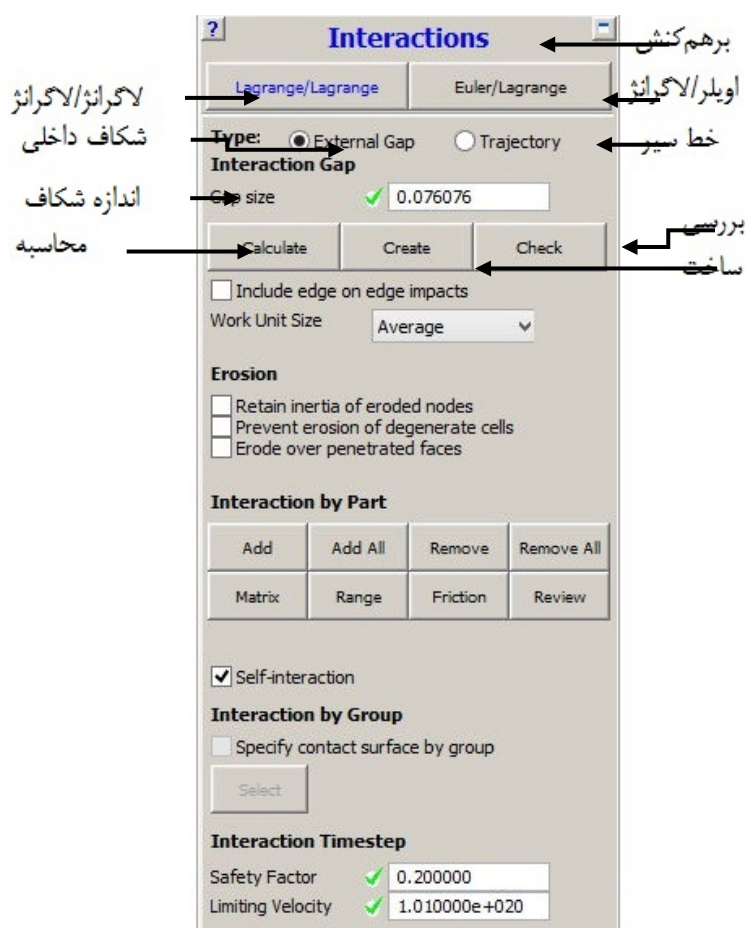 ? Interactions
برهم‌کنش
Lagrange/Lagrange Euler/Lagrange
لاگرانژ/لاگرانژ
اویلر/لاگرانژ
Type: External Gap Trajectory
شکاف داخلی
خط سیر
Interaction Gap
Gap size 0.076076
اندازه شکاف
Calculate Create Check
محاسبه
بررسی
ساخت
Include edge on edge impacts
Work Unit Size Average
Erosion
Retain inertia of eroded nodes
Prevent erosion of degenerate cells
Erode over penetrated faces
Interaction by Part
Add Add All Remove Remove All
Matrix Range Friction Review
Self-interaction
Interaction by Group
Specify contact surface by group
Select
Interaction Timestep
Safety Factor 0.200000
Limiting Velocity 1.010000e+020